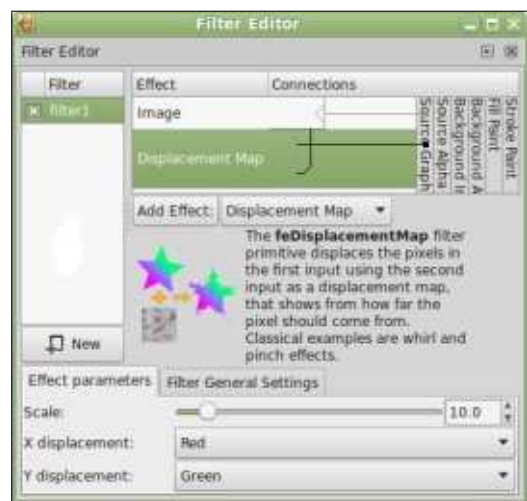 Filter Editor
Filter Editor
Filter Effect Connections
filter1 Image
Displacement Map
Stroke Paint
Fill Paint
Background A
Background Im
Source Alpha
Source Graph
Add Effect: Displacement Map
The feDisplacementMap filter
primitive displaces the pixels in
the first input using the second
input as a displacement map,
that shows from how far the
pixel should come from.
Classical examples are whirl and
pinch effects.
New
Effect parameters Filter General Settings
Scale: 10.0
X displacement: Red
Y displacement: Green